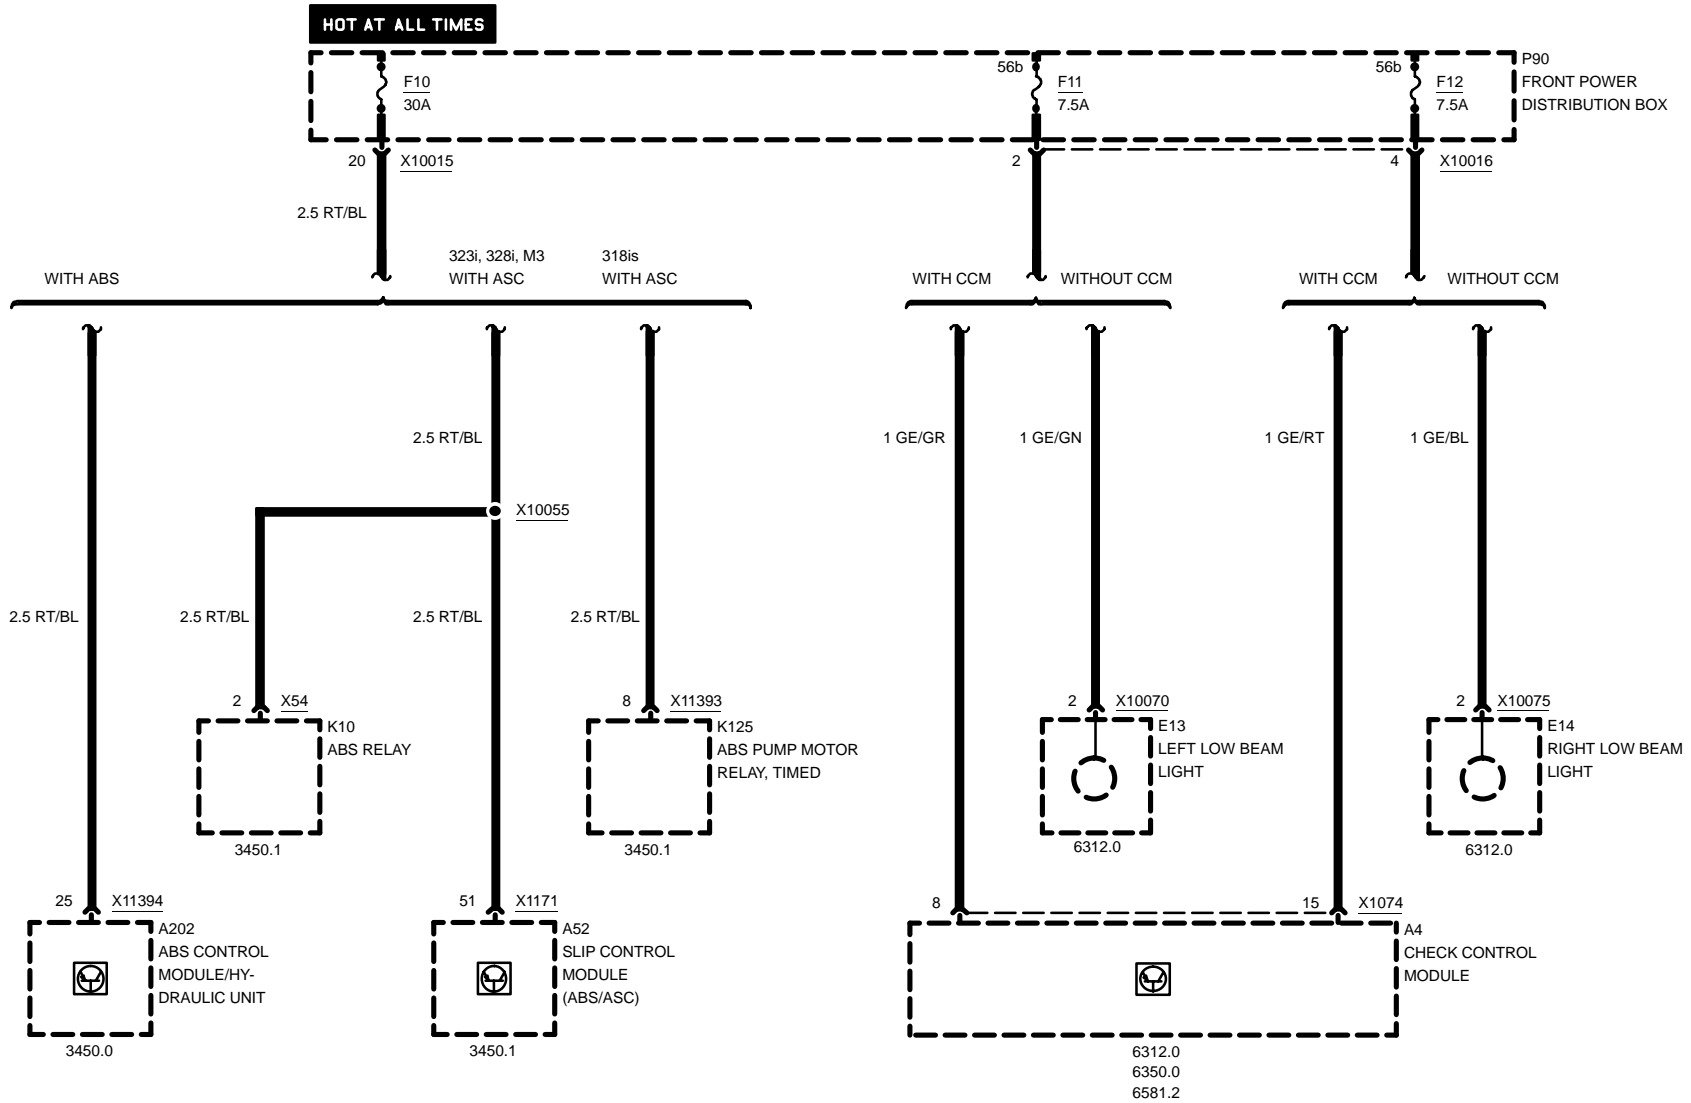 HOT AT ALL TIMES
P90
FRONT POWER
DISTRIBUTION BOX
F10
30A
56b
F11
7.5A
56b
F12
7.5A
20 X10015
2
4 X10016
2.5 RT/BL
WITH ABS
323i, 328i, M3
WITH ASC
318is
WITH ASC
WITH CCM
WITHOUT CCM
WITH CCM
WITHOUT CCM
2.5 RT/BL
1 GE/GR
1 GE/GN
1 GE/RT
1 GE/BL
X10055
2.5 RT/BL
2.5 RT/BL
2.5 RT/BL
2.5 RT/BL
2 X54
K10
ABS RELAY
3450.1
8 X11393
K125
ABS PUMP MOTOR
RELAY, TIMED
3450.1
2 X10070
E13
LEFT LOW BEAM
LIGHT
6312.0
2 X10075
E14
RIGHT LOW BEAM
LIGHT
6312.0
25 X11394
A202
ABS CONTROL
MODULE/HY-
DRAULIC UNIT
3450.0
51 X1171
A52
SLIP CONTROL
MODULE
(ABS/ASC)
3450.1
8
15 X1074
A4
CHECK CONTROL
MODULE
6312.0
6350.0
6581.2